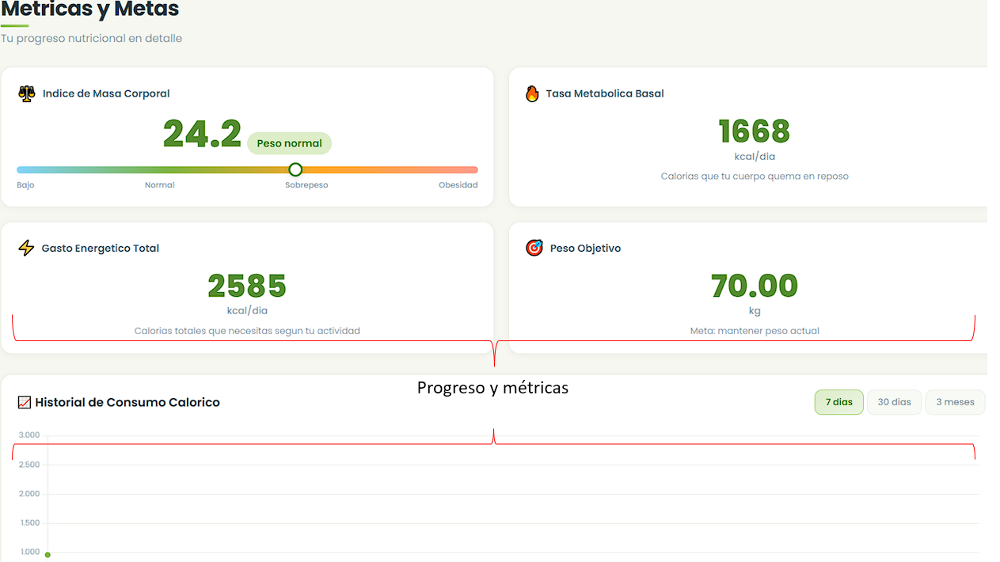 Metricas y Metas
Tu progreso nutricional en detalle
Indice de Masa Corporal
24.2 Peso normal
Bajo Normal Sobrepeso Obesidad
Tasa Metabolica Basal
1668
kcal/dia
Calorias que tu cuerpo quema en reposo
Gasto Energetico Total
2585
kcal/dia
Calorias totales que necesitas segun tu actividad
Peso Objetivo
70.00
kg
Meta: mantener peso actual
Progreso y métricas
Historial de Consumo Calorico
7 dias 30 dias 3 meses
3.000
2.500
2.000
1.500
1.000